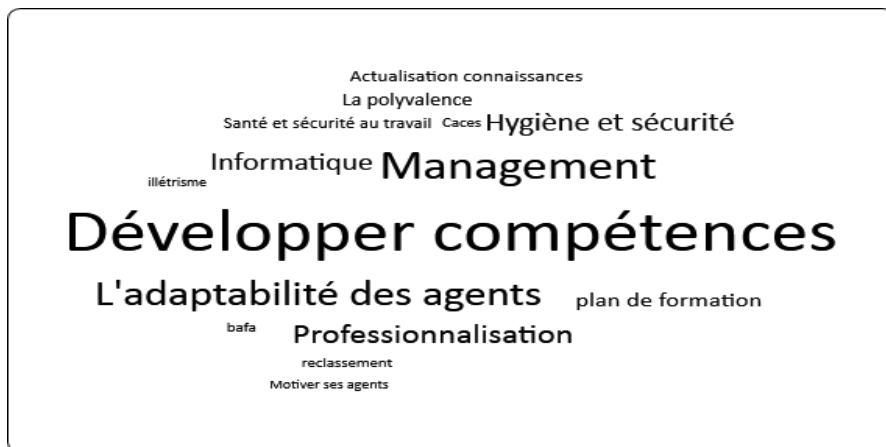 Actualisation connaissances
La polyvalence
Santé et sécurité au travail Caces Hygiène et sécurité
Informatique Management
illétrisme
Développer compétences
L'adaptabilité des agents plan de formation
bafa Professionnalisation
reclassement
Motiver ses agents